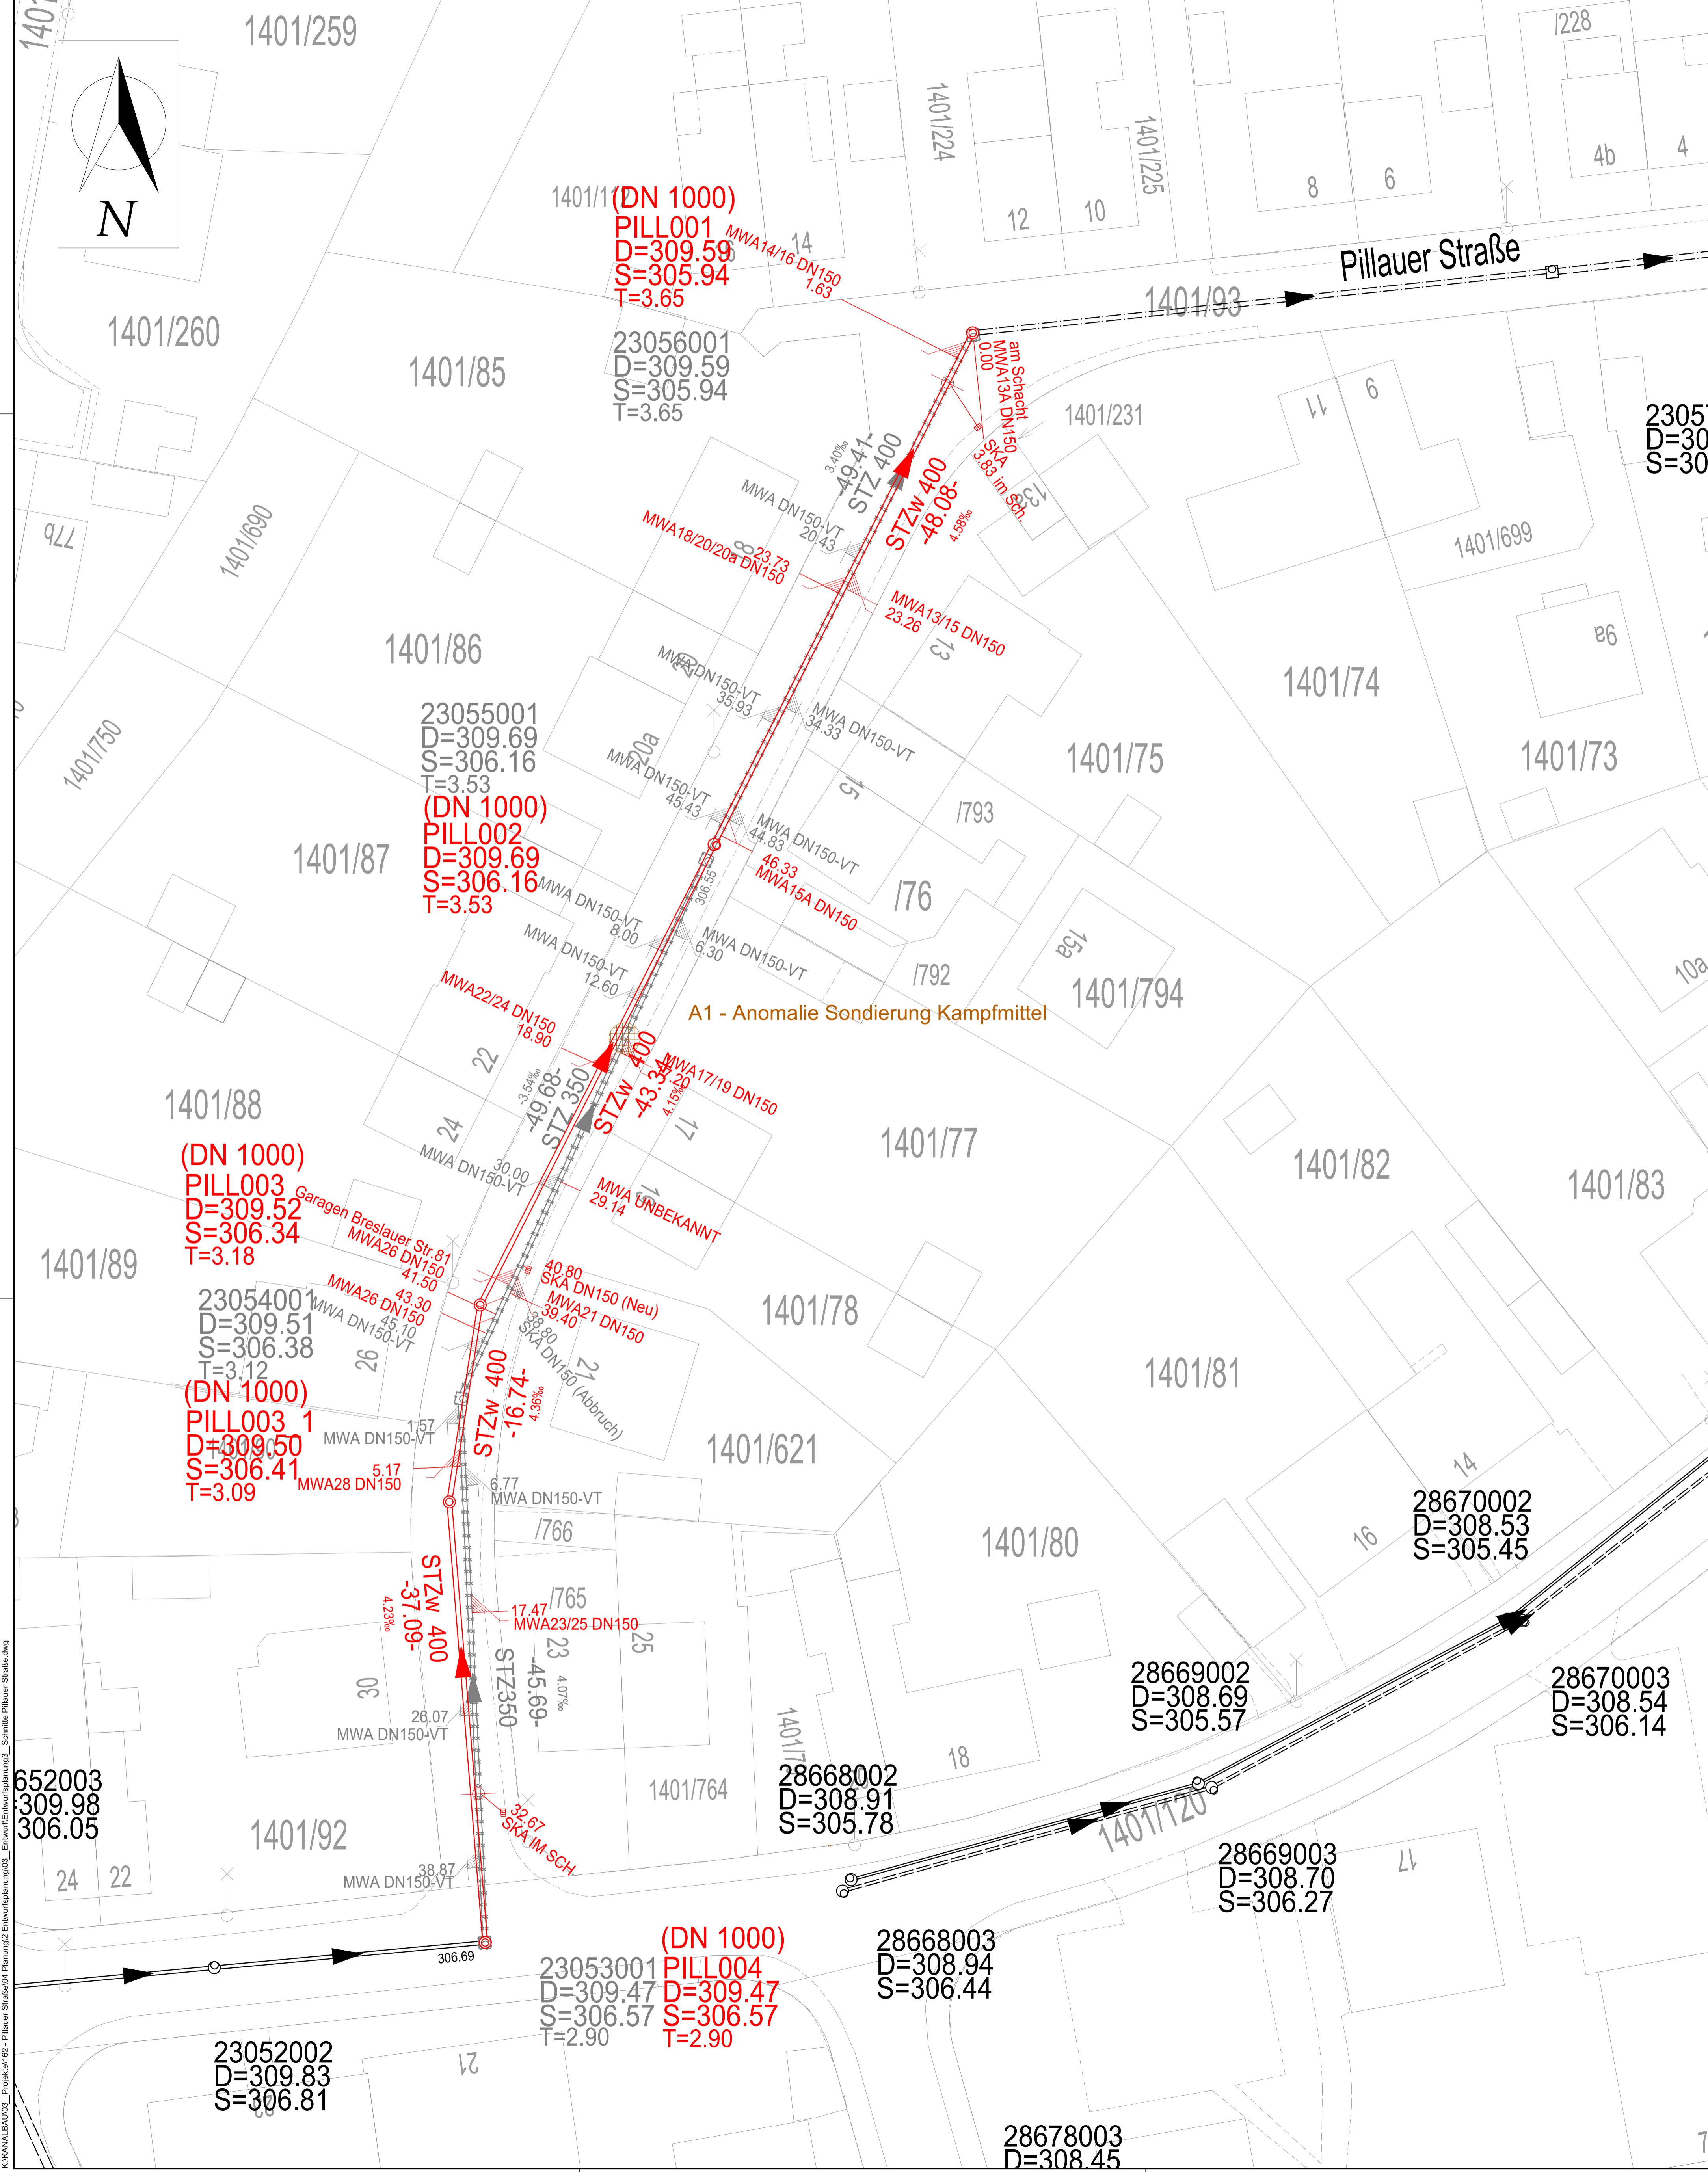 1401/259
/228
N
1401/224
1401/225
4b
4
8
6
12
10
14
16
1401/112
(DN 1000)
PILL001
D=309.59
S=305.94
T=3.65
MWA14/16 DN150
1.63
Pillauer Straße
1401/93
1401/260
1401/85
23056001
D=309.59
S=305.94
T=3.65
am Schacht
MWA13A DN150
0.00
SKA
3.83 im Sch.
1401/231
13a
11
9
1401/699
9a
77b
1401/690
3.40‰
-49.41-
STZ 400
STZw 400
-48.08-
4.58‰
MWA DN150-VT
20.43
MWA18/20/20a DN150
23.73
MWA13/15 DN150
23.26
13
1401/86
1401/74
1401/73
1401/75
20
MWA DN150-VT
35.93
MWA DN150-VT
34.33
23055001
D=309.69
S=306.16
T=3.53
(DN 1000)
PILL002
D=309.69
S=306.16
T=3.53
1401/750
20a
MWA DN150-VT
45.43
15
MWA DN150-VT
44.83
/793
46.33
MWA15A DN150
1401/87
/76
306.55
MWA DN150-VT
8.00
MWA DN150-VT
6.30
MWA DN150-VT
12.60
/792
15a
1401/794
10a
A1 - Anomalie Sondierung Kampfmittel
MWA22/24 DN150
18.90
22
-3.54‰
-49.68-
STZ 350
STZw 400
-43.34-
4.15‰
MWA17/19 DN150
17
1401/88
24
1401/77
1401/82
1401/83
MWA DN150-VT
30.00
MWA UNBEKANNT
29.14
19
(DN 1000)
PILL003
D=309.52
S=306.34
T=3.18
Garagen Breslauer Str.81
MWA26 DN150
41.50
43.30
MWA26 DN150
45.10
MWA DN150-VT
1401/89
40.80
SKA DN150 (Neu)
MWA21 DN150
39.40
38.80
SKA DN150 (Abbruch)
21
1401/78
23054001
D=309.51
S=306.38
T=3.12
26
(DN 1000)
PILL003_1
D=309.50
S=306.41
T=3.09
STZw 400
-16.74-
4.36‰
1.57
MWA DN150-VT
5.17
MWA28 DN150
6.77
MWA DN150-VT
1401/621
1401/81
14
16
28670002
D=308.53
S=305.45
/766
/765
1401/80
STZw 400
-37.09-
4.23‰
17.47
MWA23/25 DN150
23
25
STZ350
-45.69-
4.07‰
30
26.07
MWA DN150-VT
28669002
D=308.69
S=305.57
28670003
D=308.54
S=306.14
18
652003
309.98
306.05
1401/764
28668002
D=308.91
S=305.78
32.67
SKA IM SCH
1401/92
1401/120
24
22
38.87
MWA DN150-VT
28669003
D=308.70
S=306.27
17
306.69
23053001
D=309.47
S=306.57
T=2.90
(DN 1000)
PILL004
D=309.47
S=306.57
T=2.90
28668003
D=308.94
S=306.44
23052002
D=309.83
S=306.81
21
28678003
D=308.45